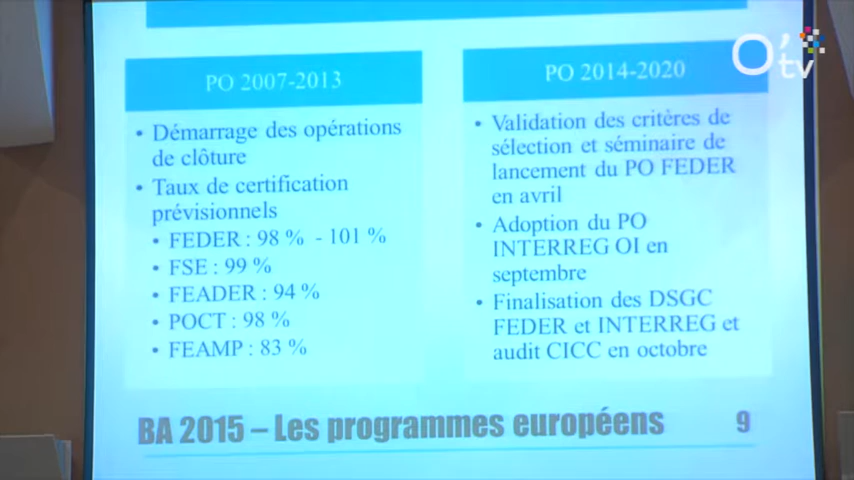 O'tv
PO 2007-2013
• Démarrage des opérations
de clôture
• Taux de certification
prévisionnels
• FEDER : 98 % - 101 %
• FSE : 99 %
• FEADER : 94 %
• POCT : 98 %
• FEAMP : 83 %
PO 2014-2020
• Validation des critères de
sélection et séminaire de
lancement du PO FEDER
en avril
• Adoption du PO
INTERREG OI en
septembre
• Finalisation des DSGC
FEDER et INTERREG et
audit CICC en octobre
BA 2015 – Les programmes européens 9